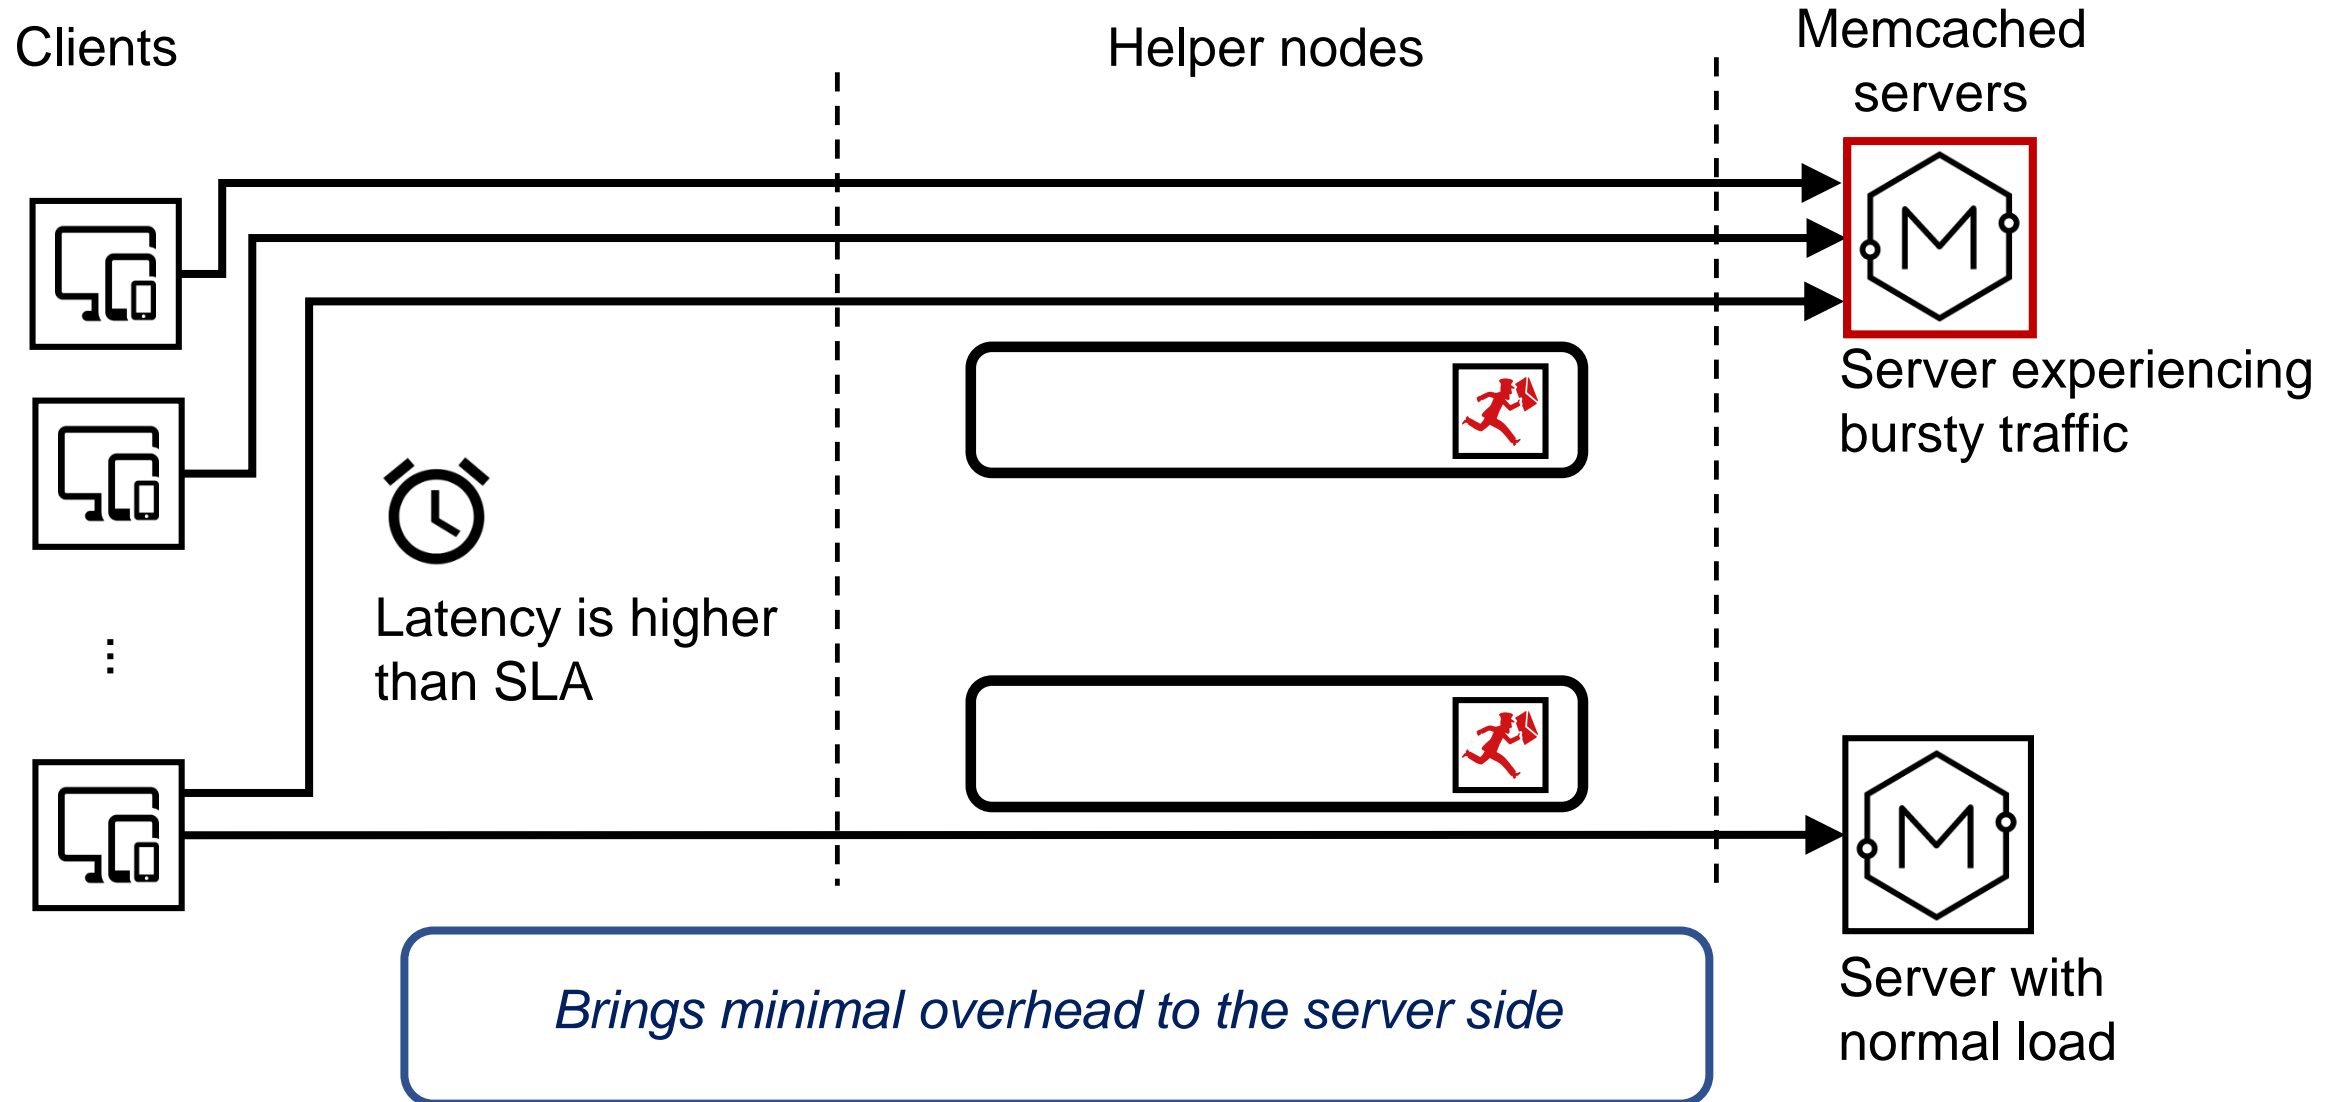 Clients
Helper nodes
Memcached
servers
Server experiencing
bursty traffic
Latency is higher
than SLA
...
Server with
normal load
Brings minimal overhead to the server side